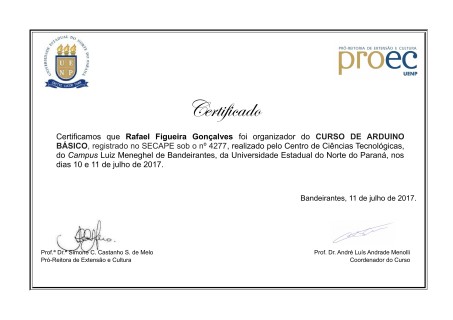 UNIVERSIDADE ESTADUAL DO NORTE DO PARANÁ
UENP
PRÓ-REITORIA DE EXTENSÃO E CULTURA
proec
UENP
Certificado
Certificamos que Rafael Figueira Gonçalves foi organizador do CURSO DE ARDUINO
BÁSICO, registrado no SECAPE sob o nº 4277, realizado pelo Centro de Ciências Tecnológicas,
do Campus Luiz Meneghel de Bandeirantes, da Universidade Estadual do Norte do Paraná, nos
dias 10 e 11 de julho de 2017.
Bandeirantes, 11 de julho de 2017.
Prof.ª Dr.ª Simone C. Castanho S. de Melo
Pró-Reitora de Extensão e Cultura
Prof. Dr. André Luís Andrade Menolli
Coordenador do Curso